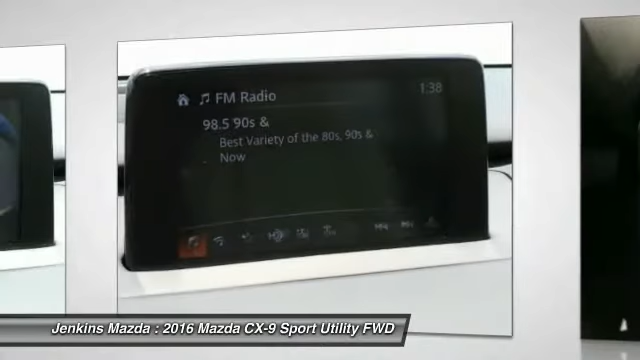 FM Radio
1:38
98.5 90s &
Best Variety of the 80s, 90s &
Now
Jenkins Mazda : 2016 Mazda CX-9 Sport Utility FWD